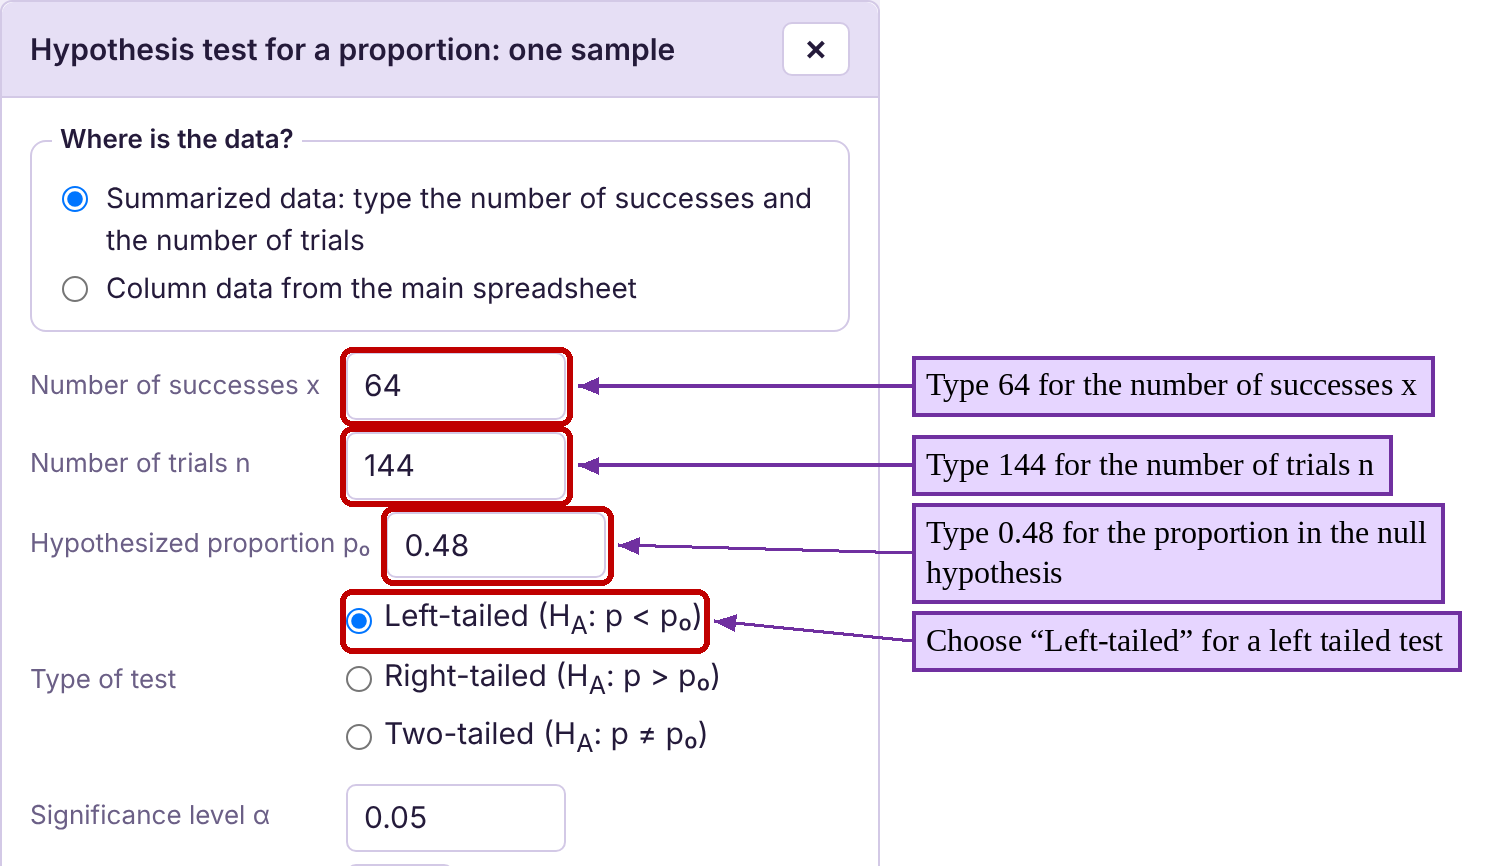 Hypothesis test for a proportion: one sample
×
Where is the data?
Summarized data: type the number of successes and
the number of trials
Column data from the main spreadsheet
Number of successes x
64
Type 64 for the number of successes x
Number of trials n
144
Type 144 for the number of trials n
Hypothesized proportion p₀
0.48
Type 0.48 for the proportion in the null
hypothesis
Type of test
Left-tailed (H_A: p < p₀)
Choose “Left-tailed” for a left tailed test
Right-tailed (H_A: p > p₀)
Two-tailed (H_A: p ≠ p₀)
Significance level α
0.05